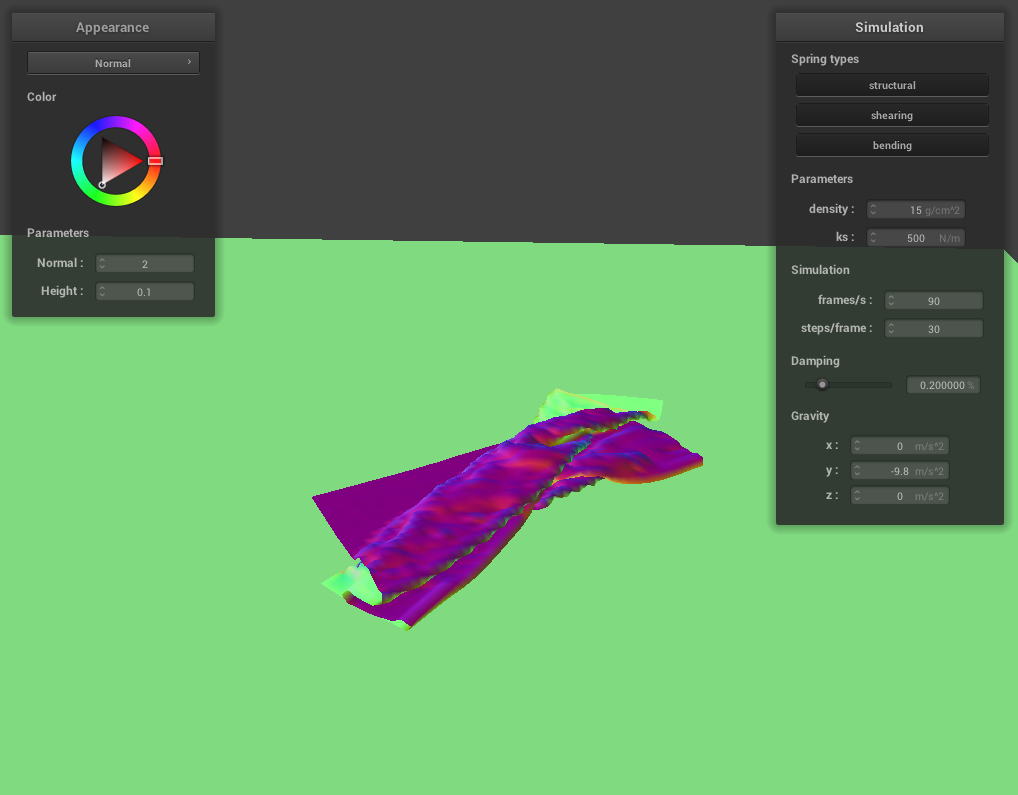 Appearance
Normal
Color
Parameters
Normal : 2
Height : 0.1
Simulation
Spring types
structural
shearing
bending
Parameters
density : 15 g/cm^2
ks : 500 N/m
Simulation
frames/s : 90
steps/frame : 30
Damping
0.200000 %
Gravity
x : 0 m/s^2
y : -9.8 m/s^2
z : 0 m/s^2